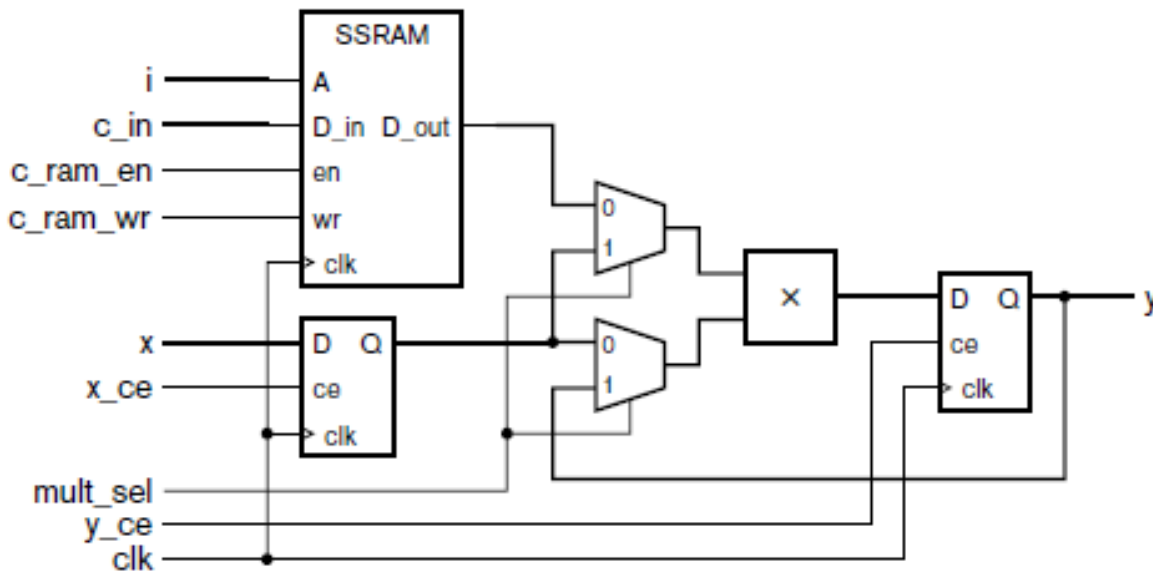 SSRAM
i
A
c_in
D_in D_out
c_ram_en
en
c_ram_wr
wr
clk
0
1
x
D Q
x_ce
ce
clk
0
1
×
D Q
ce
clk
y
mult_sel
y_ce
clk